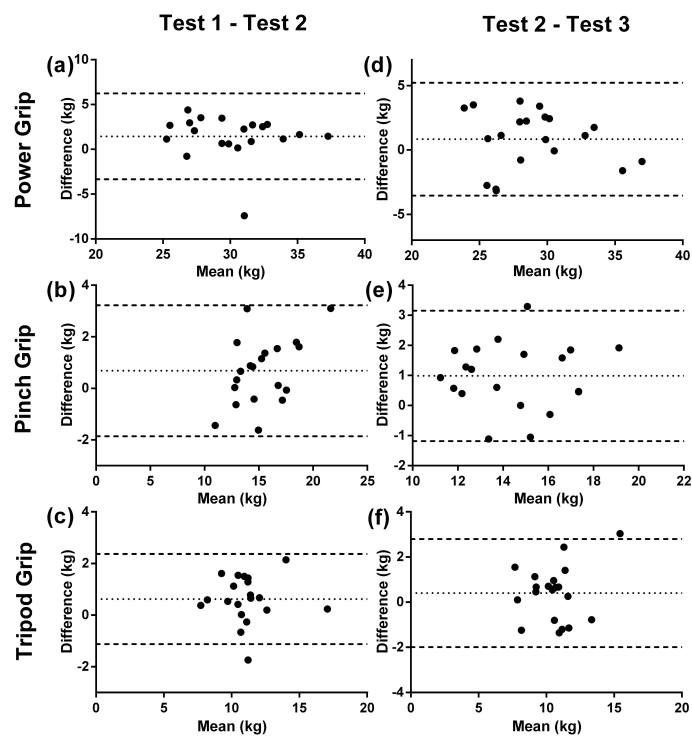 Test 1 - Test 2
Test 2 - Test 3
Power Grip
(a)
Difference (kg)
10
5
0
-5
-10
20 25 30 35 40
Mean (kg)
(d)
Difference (kg)
5
0
-5
20 25 30 35 40
Mean (kg)
Pinch Grip
(b)
Difference (kg)
4
2
0
-2
0 5 10 15 20 25
Mean (kg)
(e)
Difference (kg)
4
3
2
1
0
-1
-2
10 12 14 16 18 20 22
Mean (kg)
Tripod Grip
(c)
Difference (kg)
4
2
0
-2
0 5 10 15 20
Mean (kg)
(f)
Difference (kg)
4
2
0
-2
-4
0 5 10 15 20
Mean (kg)